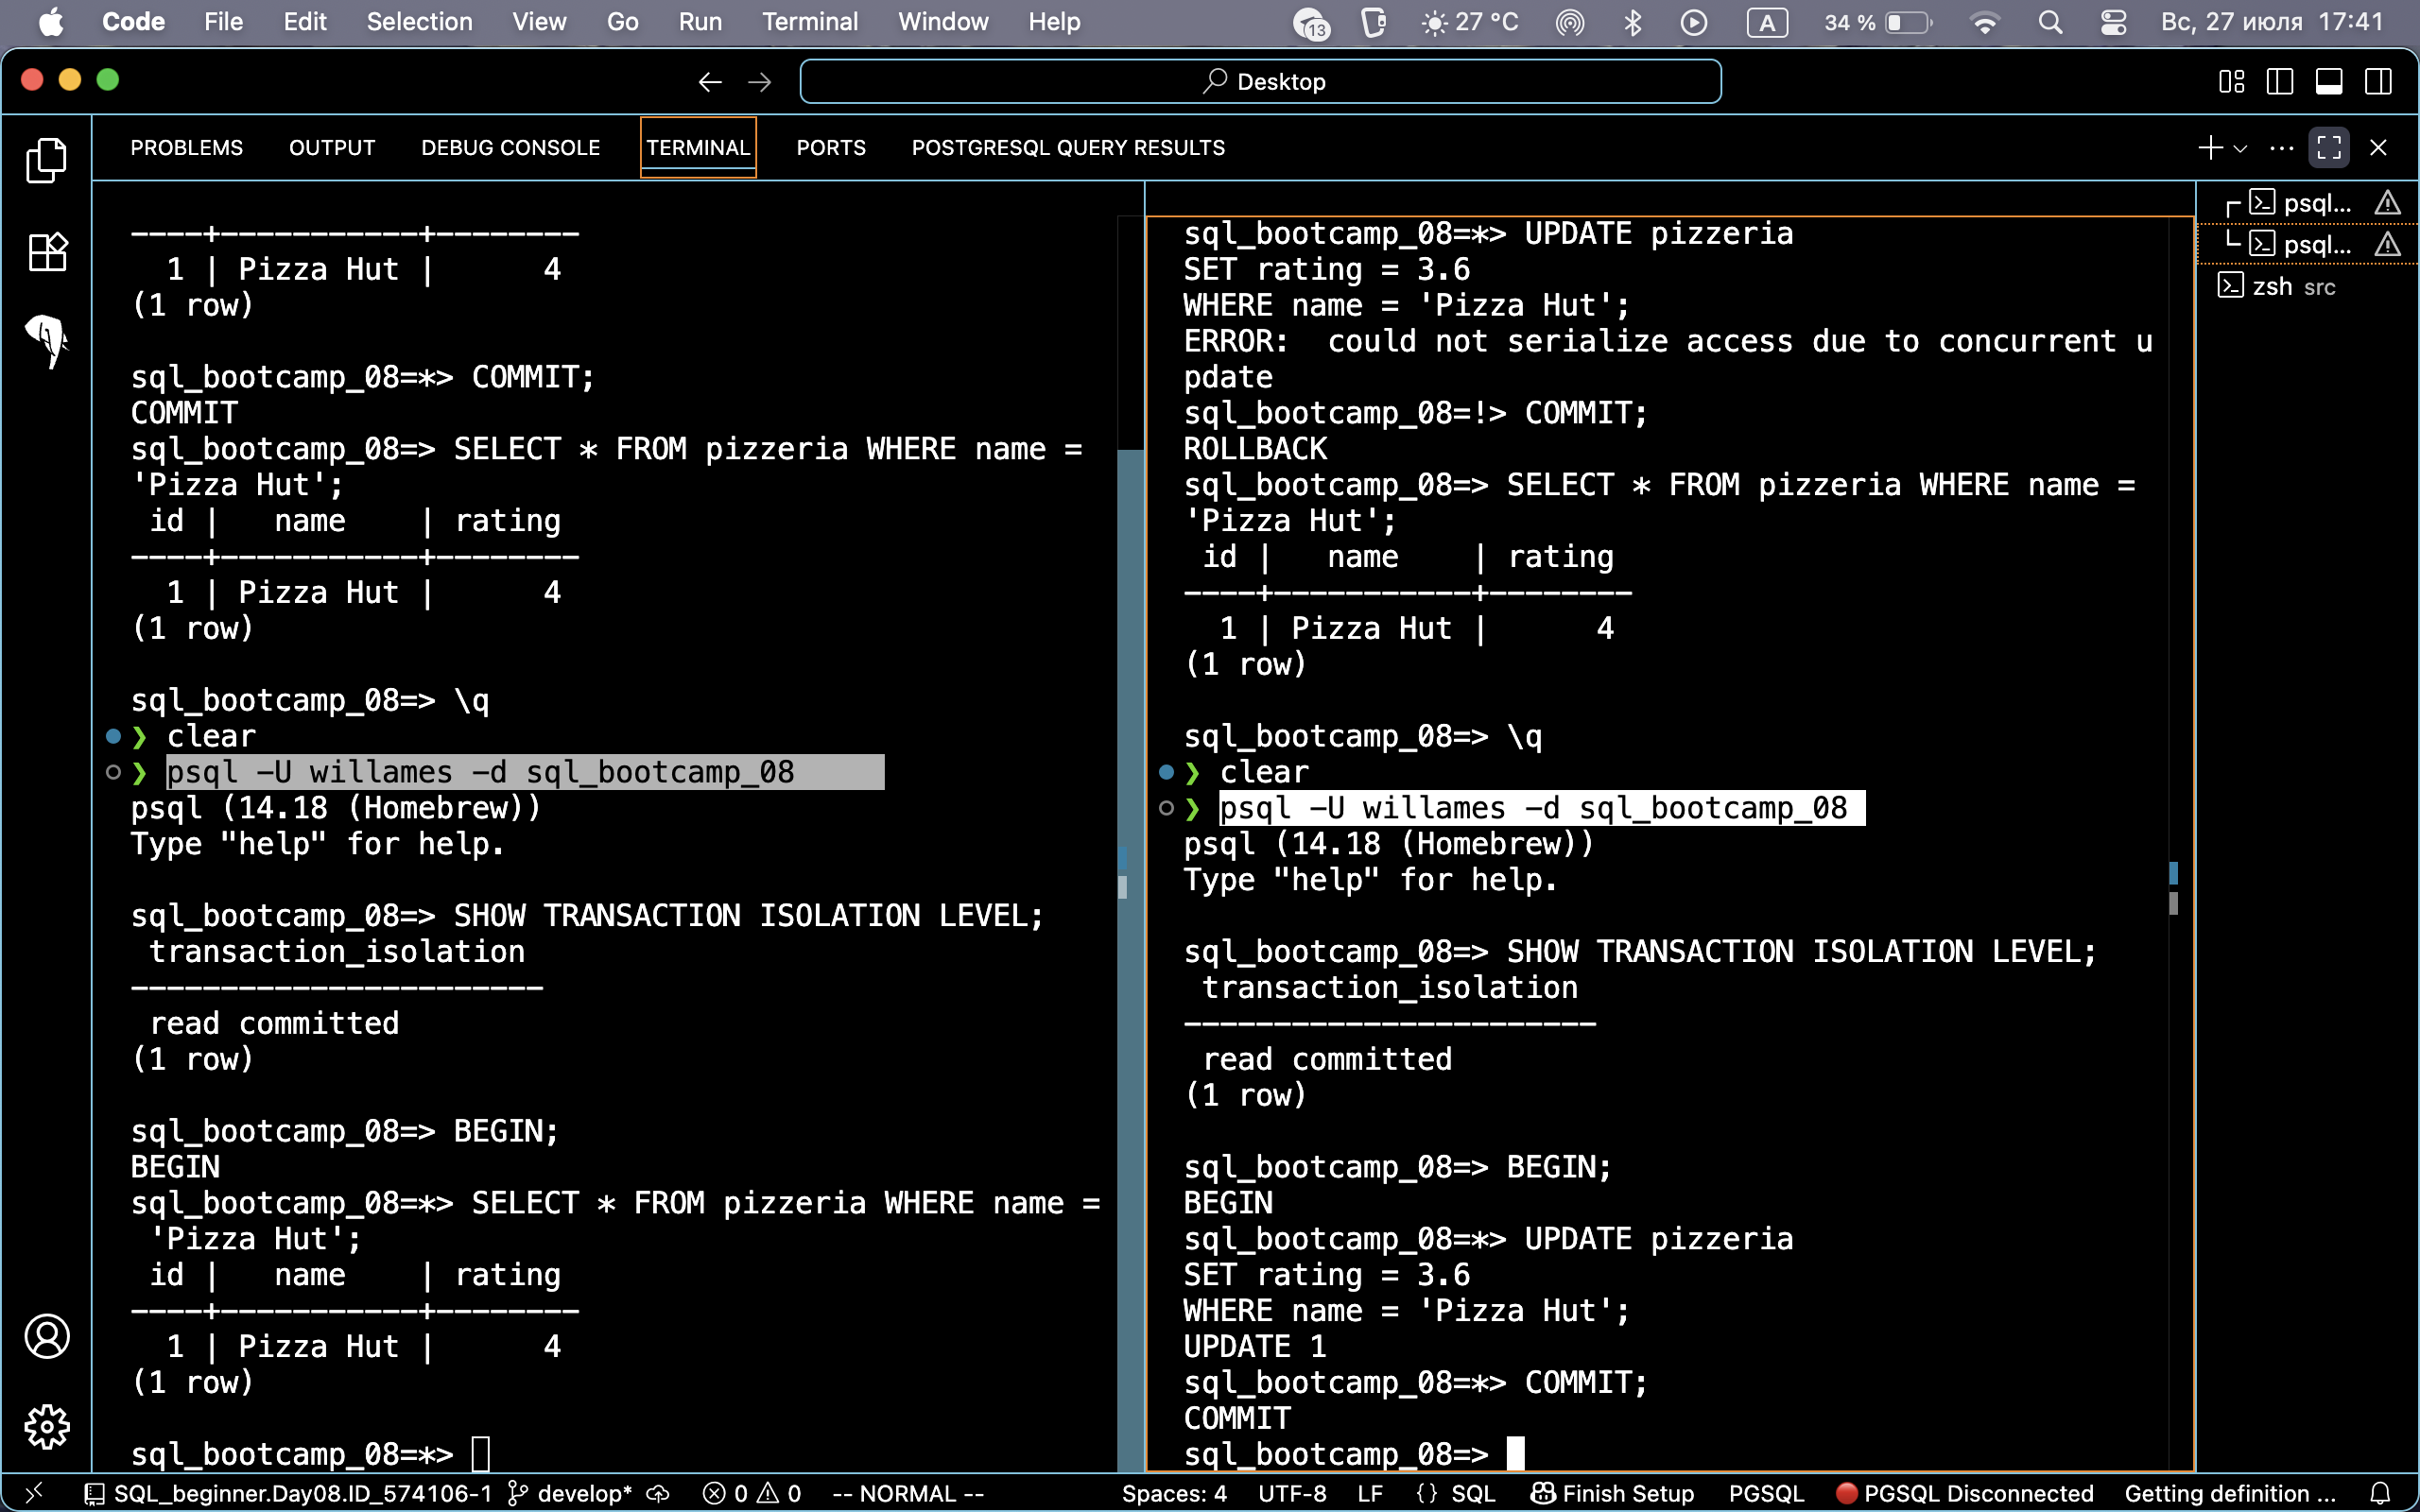 Code File Edit Selection View Go Run Terminal Window Help 13 27 °C A 34 % Вс, 27 июля 17:41
Desktop
PROBLEMS OUTPUT DEBUG CONSOLE TERMINAL PORTS POSTGRESQL QUERY RESULTS
----+-----------+--------
1 | Pizza Hut | 4
(1 row)
sql_bootcamp_08=*> COMMIT;
COMMIT
sql_bootcamp_08=> SELECT * FROM pizzeria WHERE name =
'Pizza Hut';
id | name | rating
----+-----------+--------
1 | Pizza Hut | 4
(1 row)
sql_bootcamp_08=> \q
❯ clear
❯ psql -U willames -d sql_bootcamp_08
psql (14.18 (Homebrew))
Type "help" for help.
sql_bootcamp_08=> SHOW TRANSACTION ISOLATION LEVEL;
transaction_isolation
-----------------------
read committed
(1 row)
sql_bootcamp_08=> BEGIN;
BEGIN
sql_bootcamp_08=*> SELECT * FROM pizzeria WHERE name =
'Pizza Hut';
id | name | rating
----+-----------+--------
1 | Pizza Hut | 4
(1 row)
sql_bootcamp_08=*>
sql_bootcamp_08=*> UPDATE pizzeria
SET rating = 3.6
WHERE name = 'Pizza Hut';
ERROR:  could not serialize access due to concurrent u
pdate
sql_bootcamp_08=!> COMMIT;
ROLLBACK
sql_bootcamp_08=> SELECT * FROM pizzeria WHERE name =
'Pizza Hut';
id | name | rating
----+-----------+--------
1 | Pizza Hut | 4
(1 row)
sql_bootcamp_08=> \q
❯ clear
❯ psql -U willames -d sql_bootcamp_08
psql (14.18 (Homebrew))
Type "help" for help.
sql_bootcamp_08=> SHOW TRANSACTION ISOLATION LEVEL;
transaction_isolation
-----------------------
read committed
(1 row)
sql_bootcamp_08=> BEGIN;
BEGIN
sql_bootcamp_08=*> UPDATE pizzeria
SET rating = 3.6
WHERE name = 'Pizza Hut';
UPDATE 1
sql_bootcamp_08=*> COMMIT;
COMMIT
sql_bootcamp_08=>
psql...
psql...
zsh src
SQL_beginner.Day08.ID_574106-1 develop* 0 0 -- NORMAL -- Spaces: 4 UTF-8 LF {} SQL Finish Setup PGSQL PGSQL Disconnected Getting definition ...